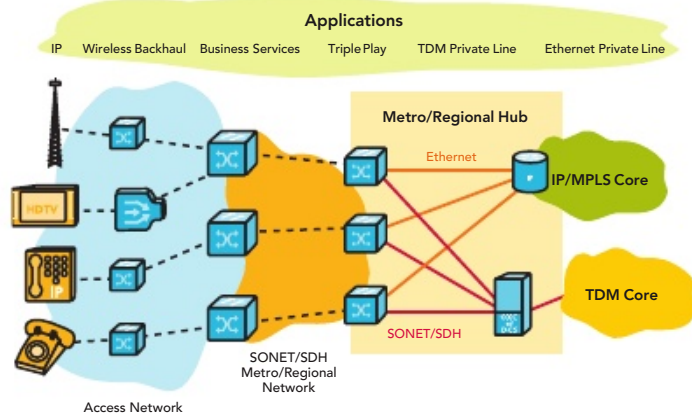 Applications
IP Wireless Backhaul Business Services Triple Play TDM Private Line Ethernet Private Line
Metro/Regional Hub
Ethernet
HDTV
IP/MPLS Core
IP
TDM Core
SONET/SDH
SONET/SDH
Metro/Regional
Network
Access Network